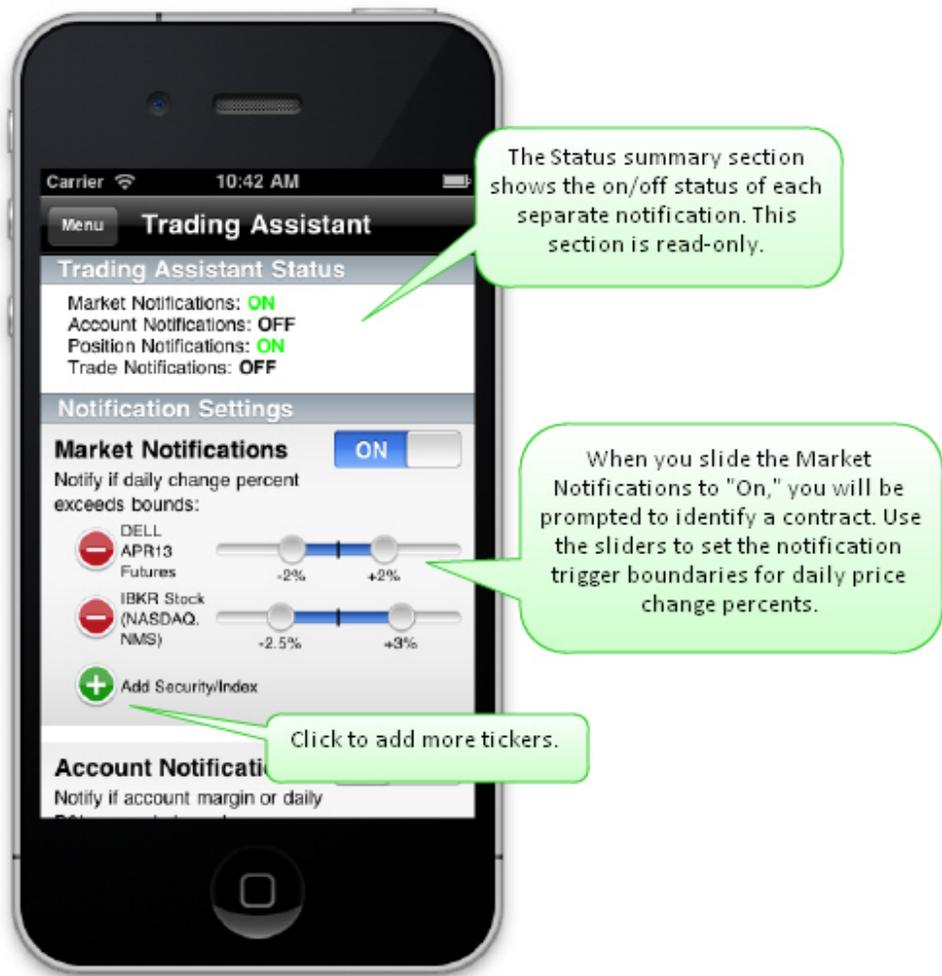 Carrier 10:42 AM
Menu Trading Assistant
Trading Assistant Status
Market Notifications: ON
Account Notifications: OFF
Position Notifications: ON
Trade Notifications: OFF
Notification Settings
Market Notifications ON
Notify if daily change percent
exceeds bounds:
DELL
APR13
Futures
-2% +2%
IBKR Stock
(NASDAQ.
NMS)
-2.5% +3%
Add Security/Index
Account Notificati
Notify if account margin or daily
The Status summary section
shows the on/off status of each
separate notification. This
section is read-only.
When you slide the Market
Notifications to "On," you will be
prompted to identify a contract. Use
the sliders to set the notification
trigger boundaries for daily price
change percents.
Click to add more tickers.